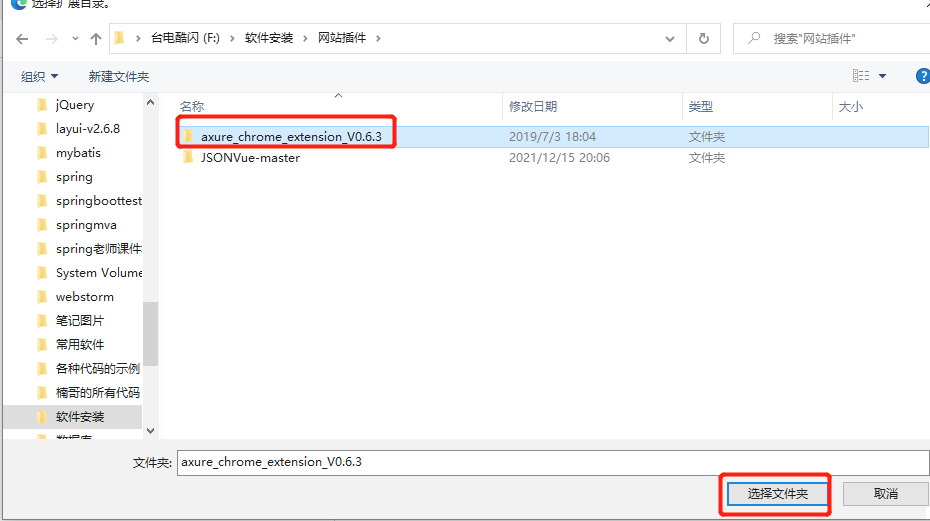 选择扩展目录。
台电酷闪 (F:) › 软件安装 › 网站插件 ›
搜索"网站插件"
组织 新建文件夹
名称 修改日期 类型 大小
jQuery
layui-v2.6.8
mybatis
spring
springboottest
springmva
spring老师课件
System Volume
webstorm
笔记图片
常用软件
各种代码的示例
楠哥的所有代码
软件安装
数据库
axure_chrome_extension_V0.6.3 2019/7/3 18:04 文件夹
JSONVue-master 2021/12/15 20:06 文件夹
文件夹: axure_chrome_extension_V0.6.3
选择文件夹 取消